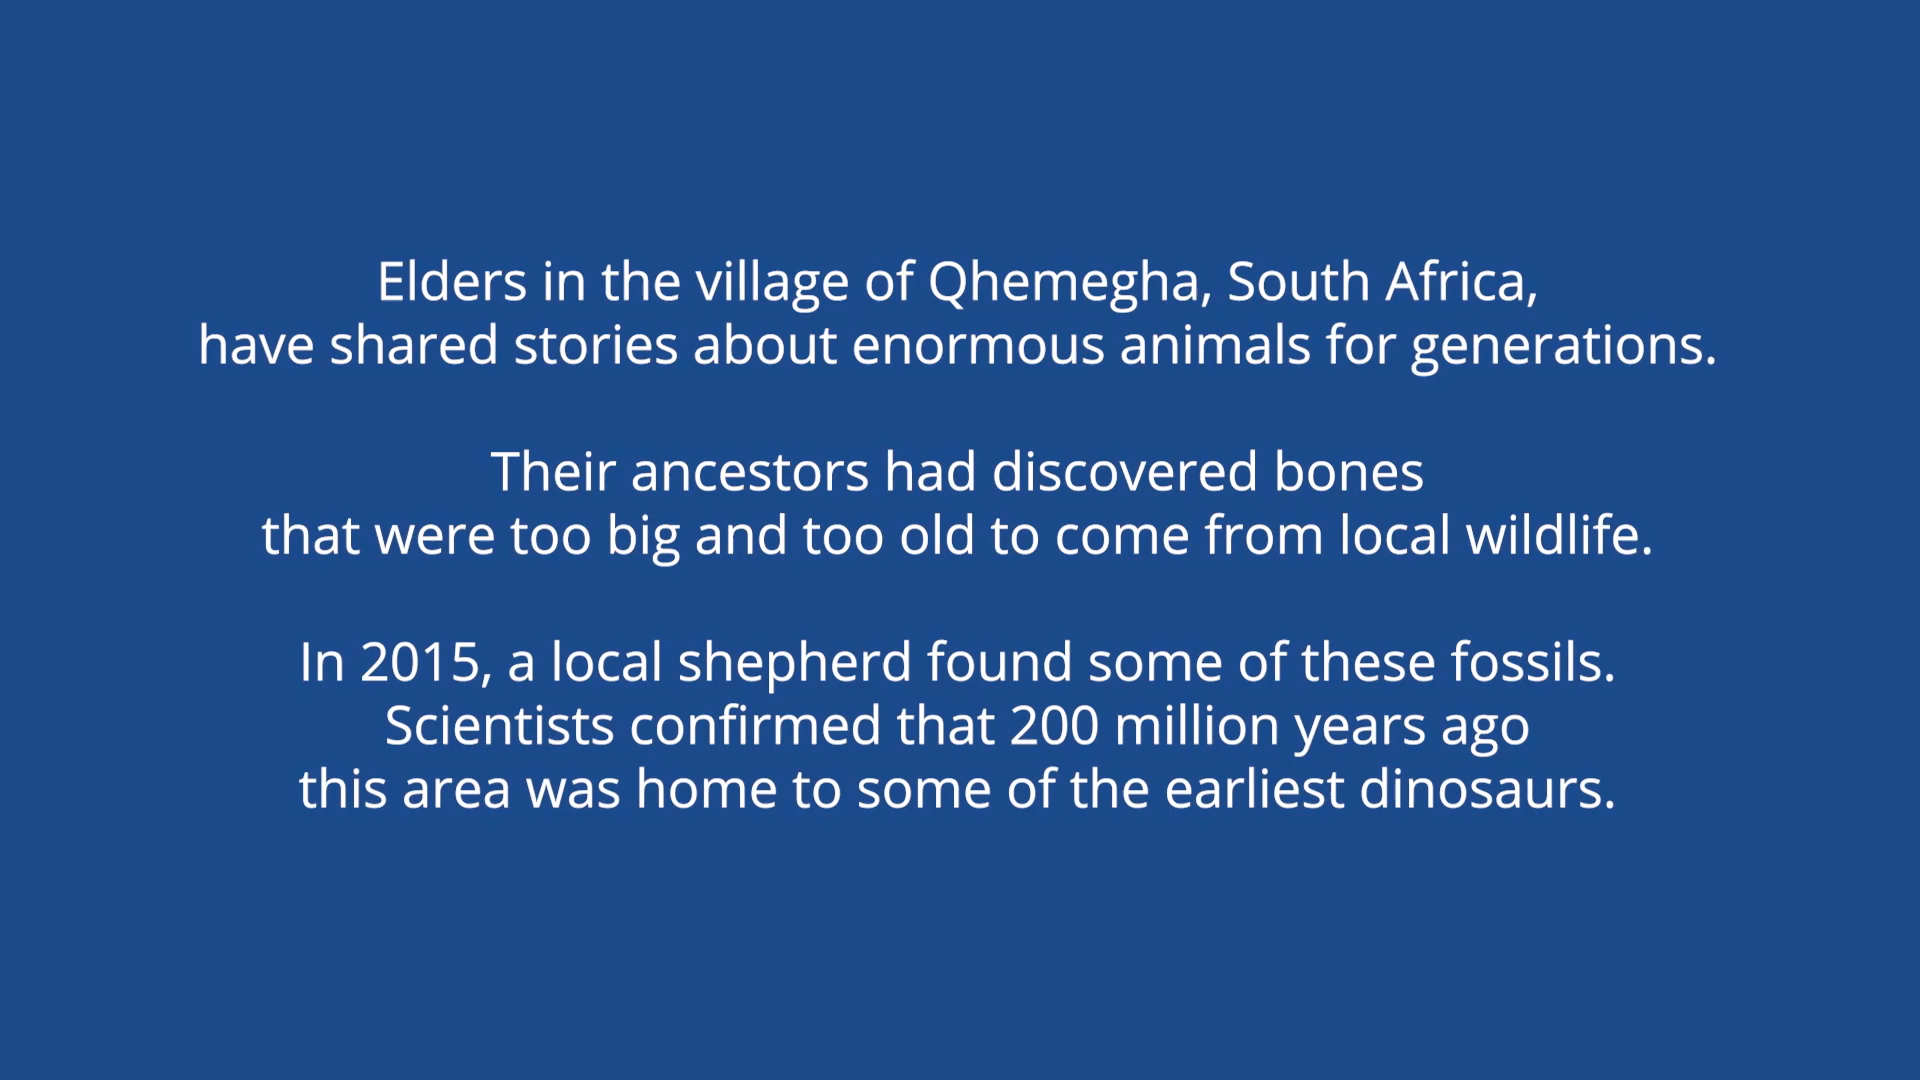 Elders in the village of Qhemegha, South Africa,
have shared stories about enormous animals for generations.
Their ancestors had discovered bones
that were too big and too old to come from local wildlife.
In 2015, a local shepherd found some of these fossils.
Scientists confirmed that 200 million years ago
this area was home to some of the earliest dinosaurs.